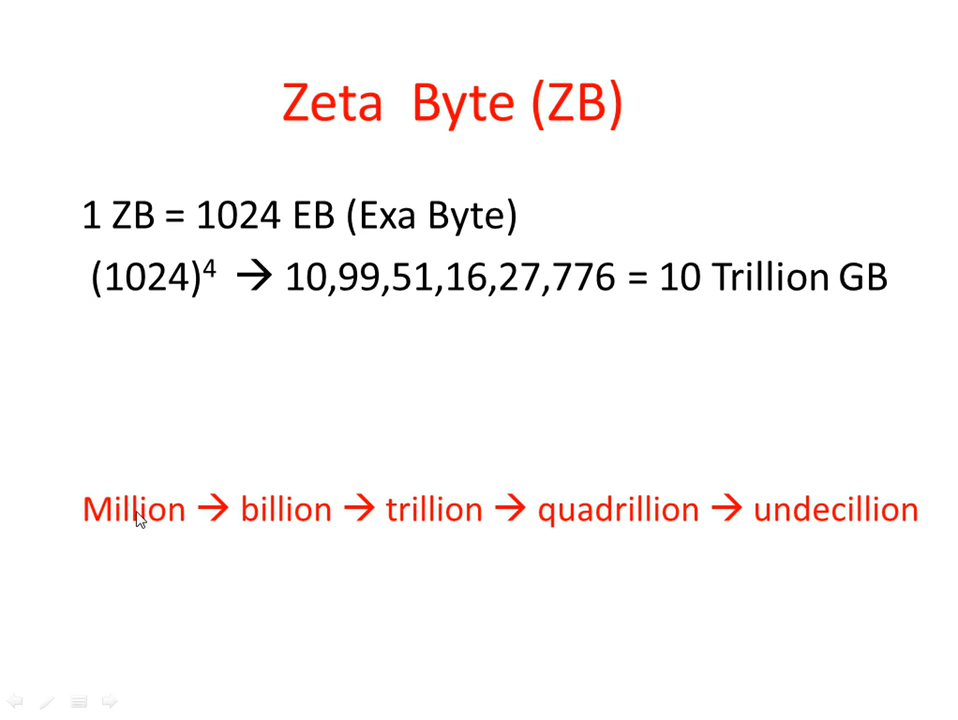 Zeta Byte (ZB)
1 ZB = 1024 EB (Exa Byte)
(1024)⁴ → 10,99,51,16,27,776 = 10 Trillion GB
Million → billion → trillion → quadrillion → undecillion